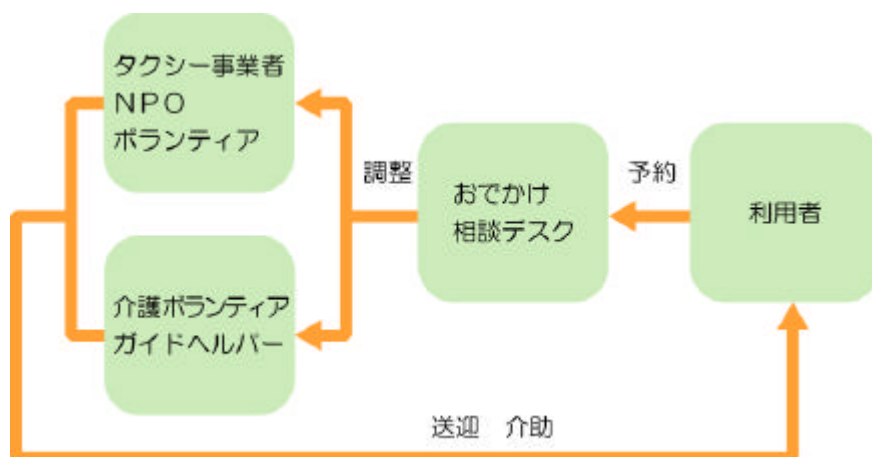 タクシー事業者
ＮＰＯ
ボランティア
調整
おでかけ
相談デスク
予約
利用者
介護ボランティア
ガイドヘルパー
送迎　介助